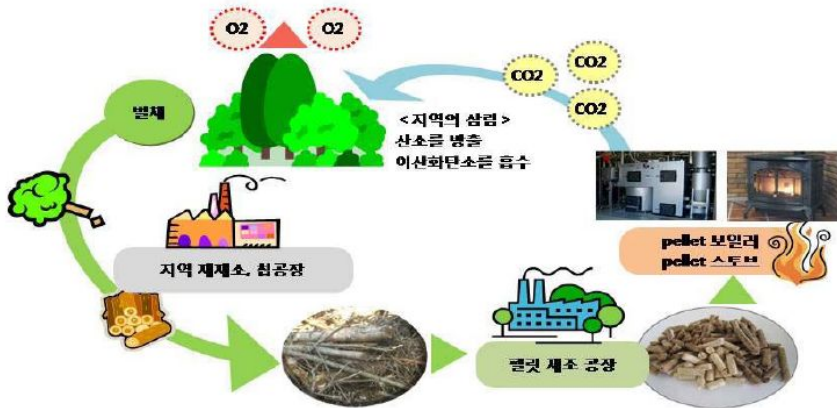 O2
O2
CO2
CO2
CO2
벌채
<지역의 삼림>
산소를 방출
이산화탄소를 흡수
지역 재재소, 칩공장
pellet 보일러
pellet 스토브
펠릿 제조 공장